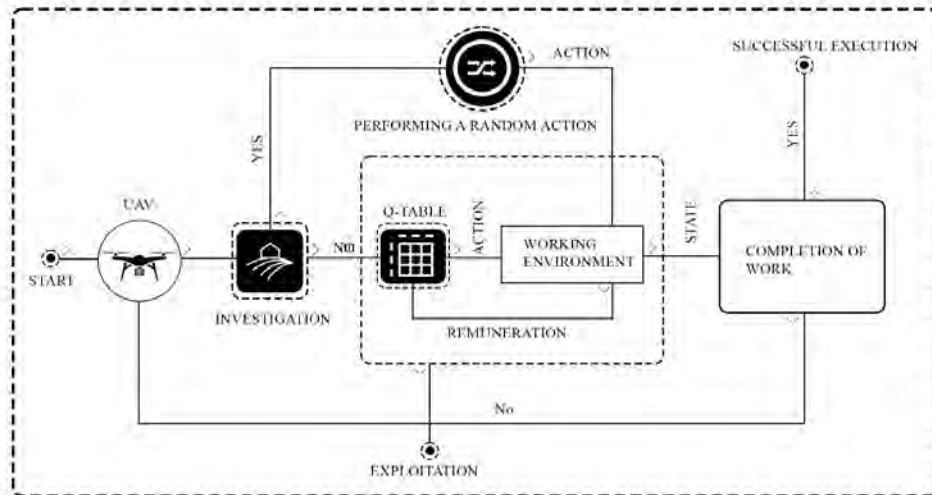 SUCCESSFUL EXECUTION
ACTION
PERFORMING A RANDOM ACTION
YES
YES
UAV
Q-TABLE
ACTION
STATE
START
WORKING
ENVIRONMENT
COMPLETION OF
WORK
INVESTIGATION
REMUNERATION
No
EXPLOITATION